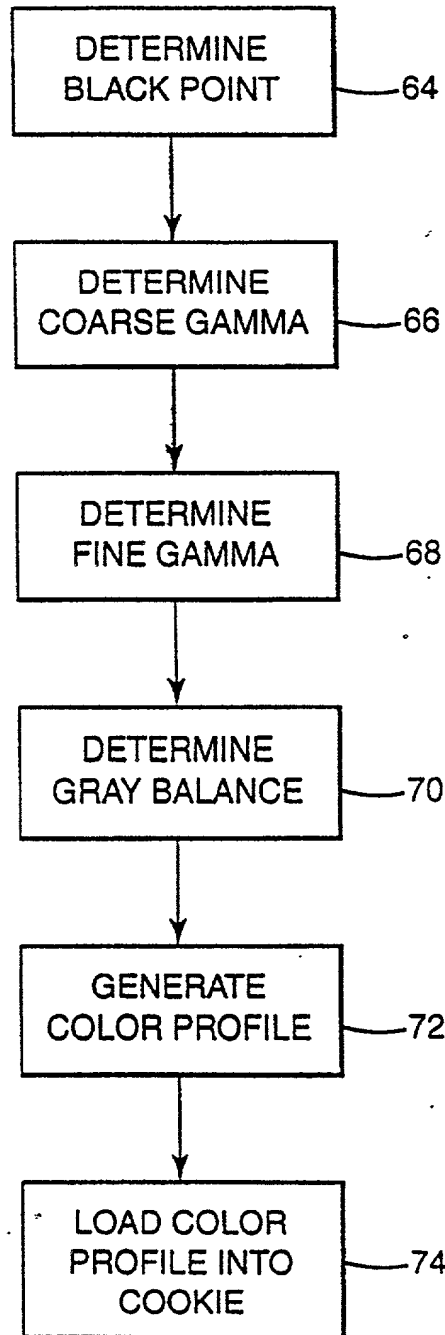 DETERMINE
BLACK POINT
64
DETERMINE
COARSE GAMMA
66
DETERMINE
FINE GAMMA
68
DETERMINE
GRAY BALANCE
70
GENERATE
COLOR PROFILE
72
LOAD COLOR
PROFILE INTO
COOKIE
74